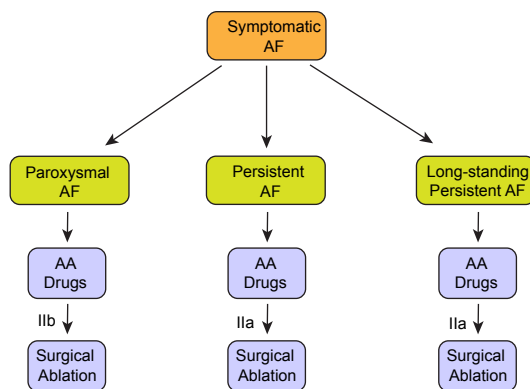 Symptomatic
AF
Paroxysmal
AF
Persistent
AF
Long-standing
Persistent AF
AA
Drugs
AA
Drugs
AA
Drugs
IIb
IIa
IIa
Surgical
Ablation
Surgical
Ablation
Surgical
Ablation